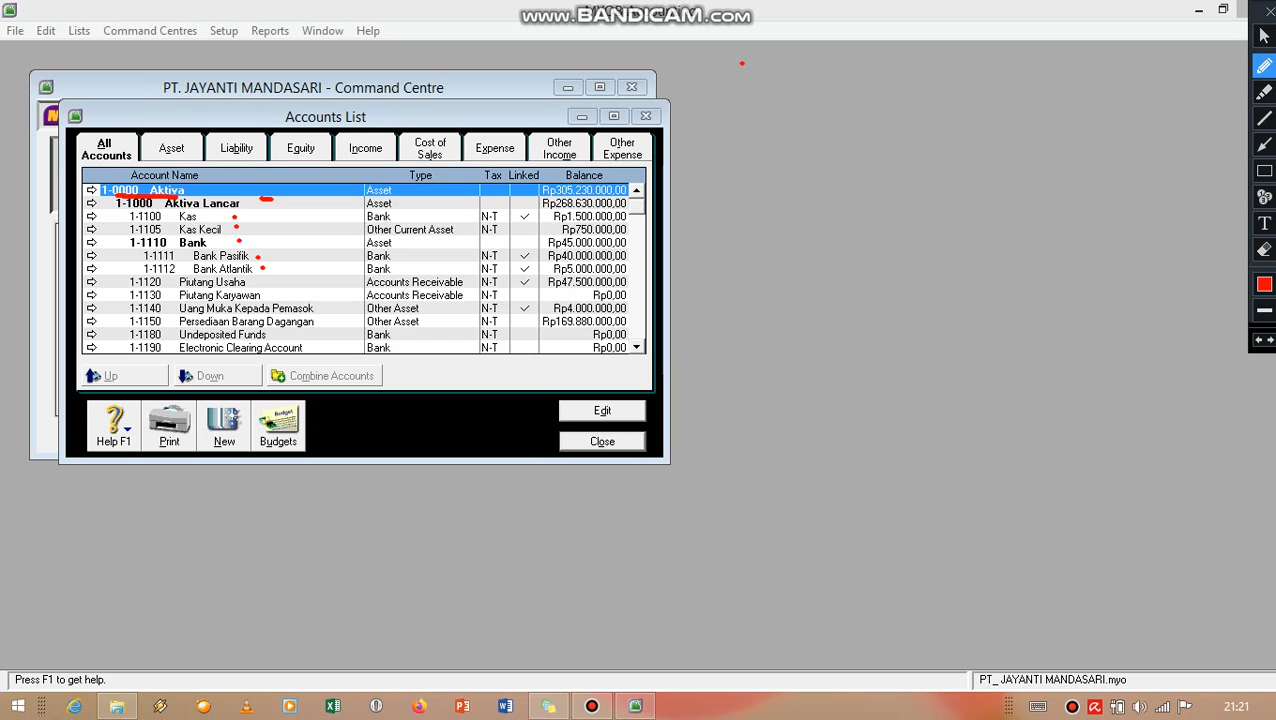 www.BANDICAM.com
File Edit Lists Command Centres Setup Reports Window Help
PT. JAYANTI MANDASARI - Command Centre
Accounts List
All Accounts Asset Liability Equity Income Cost of Sales Expense Other Income Other Expense
Account Name Type Tax Linked Balance
1-0000 Aktiva Asset Rp305.230.000,00
1-1000 Aktiva Lancar Asset Rp268.630.000,00
1-1100 Kas Bank N-T Rp1.500.000,00
1-1105 Kas Kecil Other Current Asset N-T Rp750.000,00
1-1110 Bank Asset Rp45.000.000,00
1-1111 Bank Pasifik Bank N-T Rp40.000.000,00
1-1112 Bank Atlantik Bank N-T Rp5.000.000,00
1-1120 Piutang Usaha Accounts Receivable N-T Rp47.500.000,00
1-1130 Piutang Karyawan Accounts Receivable N-T Rp0,00
1-1140 Uang Muka Kepada Pemasok Other Asset N-T Rp4.000.000,00
1-1150 Persediaan Barang Dagangan Other Asset N-T
1-1180 Undeposited Funds Bank N-T Rp0,00
1-1190 Electronic Clearing Account Bank N-T Rp0,00
Up Down Combine Accounts
Budget
Help F1 Print New Budgets
Edit
Close
Press F1 to get help. PT_ JAYANTI MANDASARI.myo
21:21